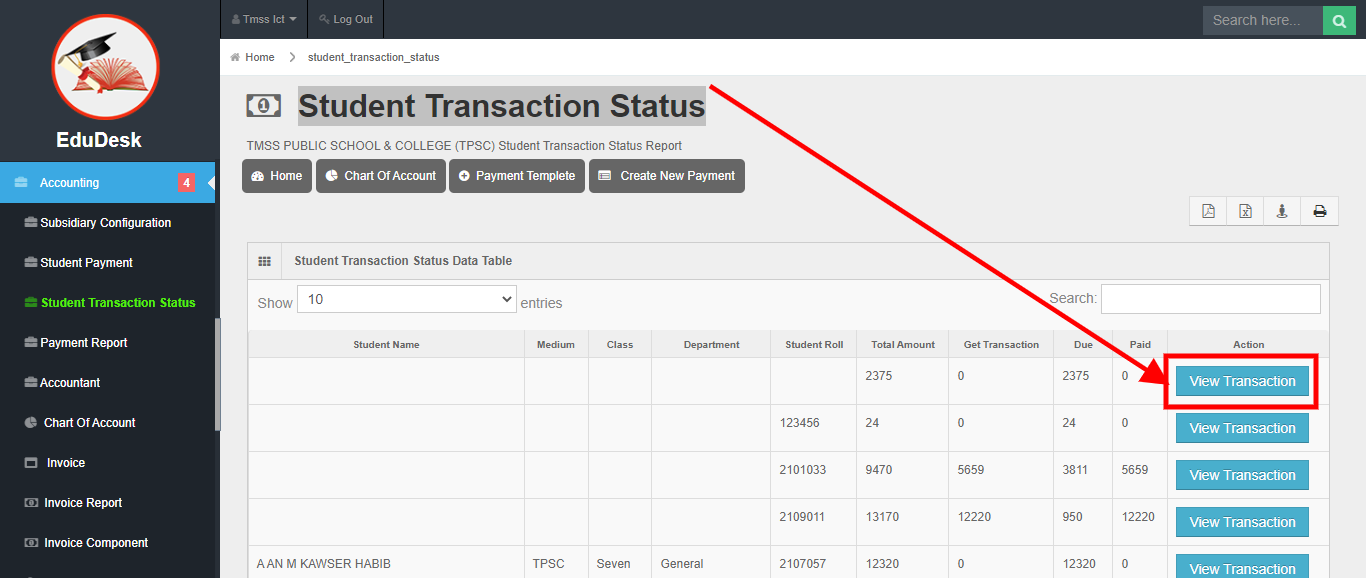 Tmss Ict
Log Out
Search here...
EduDesk
Home
student_transaction_status
Student Transaction Status
TMSS PUBLIC SCHOOL & COLLEGE (TPSC) Student Transaction Status Report
Home
Chart Of Account
Payment Templete
Create New Payment
Accounting 4
Subsidiary Configuration
Student Payment
Student Transaction Status
Payment Report
Accountant
Chart Of Account
Invoice
Invoice Report
Invoice Component
Student Transaction Status Data Table
Show 10 entries
Search:
Student Name Medium Class Department Student Roll Total Amount Get Transaction Due Paid Action
2375 0 2375 0 View Transaction
123456 24 0 24 0 View Transaction
2101033 9470 5659 3811 5659 View Transaction
2109011 13170 12220 950 12220 View Transaction
A AN M KAWSER HABIB TPSC Seven General 2107057 12320 0 12320 0 View Transaction